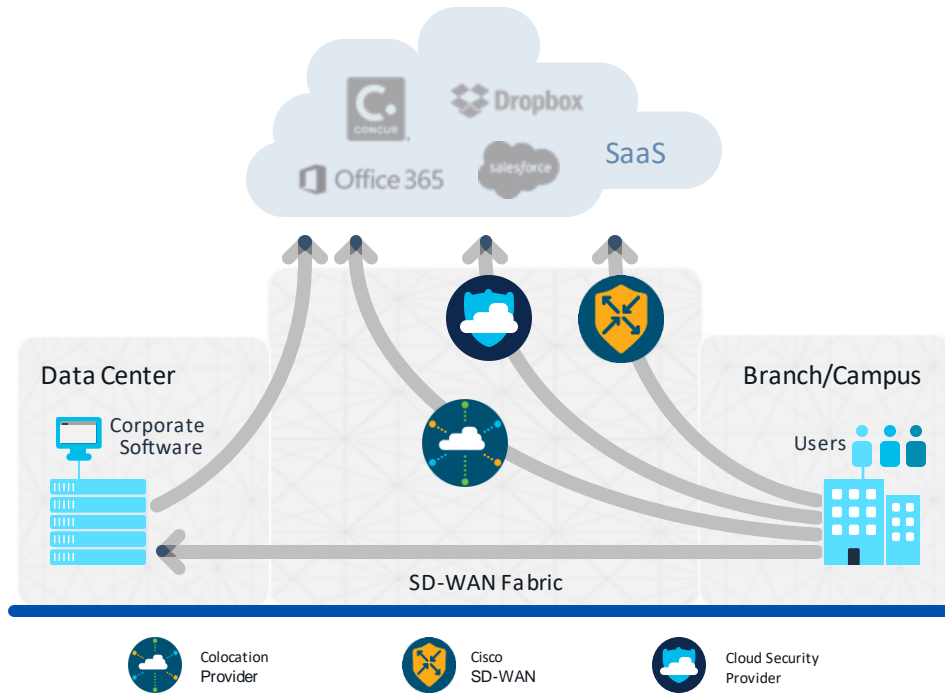 CONCUR
Dropbox
Office 365
salesforce
SaaS
Data Center
Corporate
Software
Branch/Campus
Users
SD-WAN Fabric
Colocation
Provider
Cisco
SD-WAN
Cloud Security
Provider